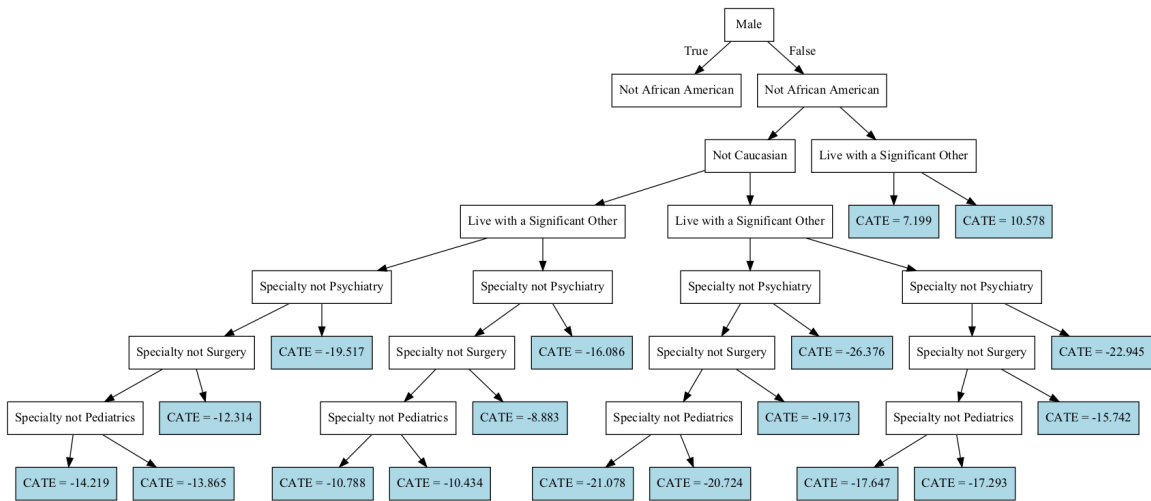 Male
True
False
Not African American
Not African American
Not Caucasian
Live with a Significant Other
Live with a Significant Other
Live with a Significant Other
CATE = 7.199
CATE = 10.578
Specialty not Psychiatry
Specialty not Psychiatry
Specialty not Psychiatry
Specialty not Psychiatry
Specialty not Surgery
CATE = -19.517
Specialty not Surgery
CATE = -16.086
Specialty not Surgery
CATE = -26.376
Specialty not Surgery
CATE = -22.945
Specialty not Pediatrics
CATE = -12.314
Specialty not Pediatrics
CATE = -8.883
Specialty not Pediatrics
CATE = -19.173
Specialty not Pediatrics
CATE = -15.742
CATE = -14.219
CATE = -13.865
CATE = -10.788
CATE = -10.434
CATE = -21.078
CATE = -20.724
CATE = -17.647
CATE = -17.293